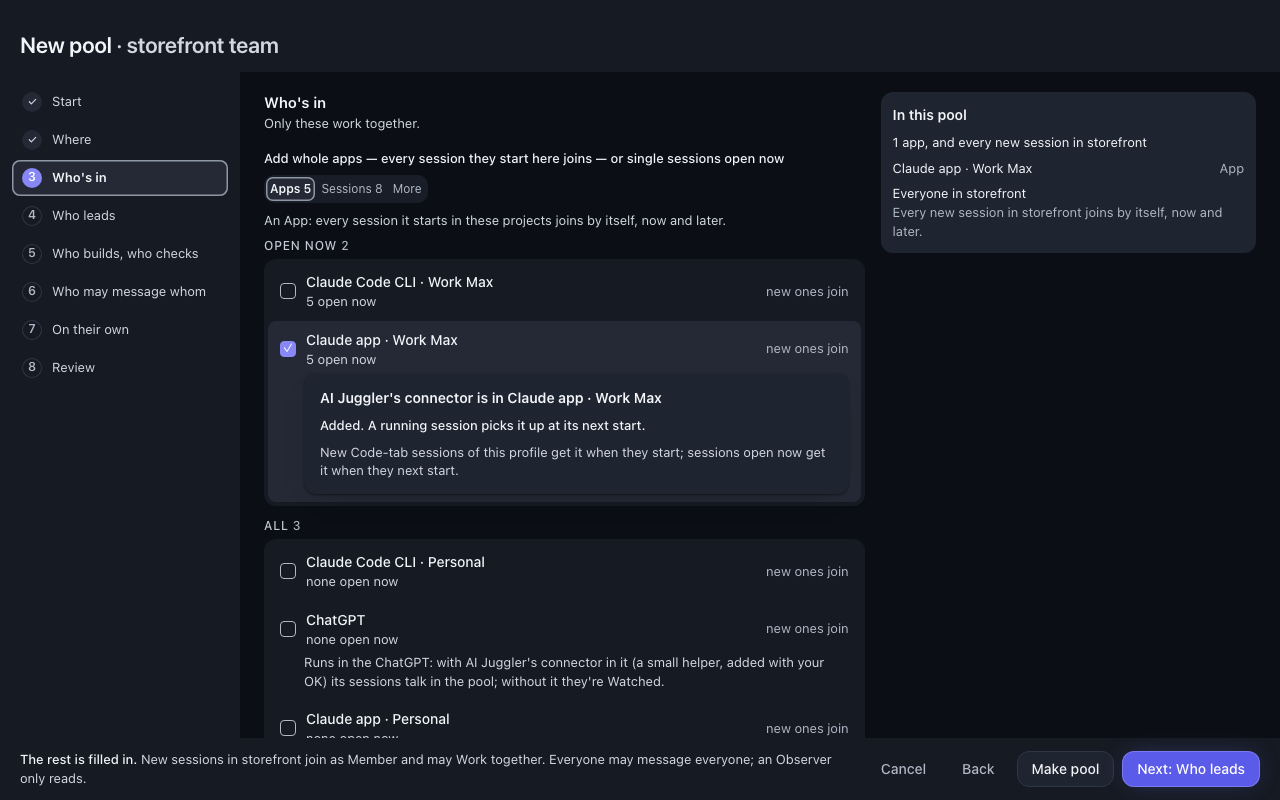 New pool · storefront team
Start
Where
3 Who's in
4 Who leads
5 Who builds, who checks
6 Who may message whom
7 On their own
8 Review
Who's in
Only these work together.
Add whole apps — every session they start here joins — or single sessions open now
Apps 5 Sessions 8 More
An App: every session it starts in these projects joins by itself, now and later.
OPEN NOW 2
Claude Code CLI · Work Max
5 open now
new ones join
Claude app · Work Max
5 open now
new ones join
AI Juggler's connector is in Claude app · Work Max
Added. A running session picks it up at its next start.
New Code-tab sessions of this profile get it when they start; sessions open now get
it when they next start.
ALL 3
Claude Code CLI · Personal
none open now
new ones join
ChatGPT
none open now
new ones join
Runs in the ChatGPT: with AI Juggler's connector in it (a small helper, added with your
OK) its sessions talk in the pool; without it they're Watched.
Claude app · Personal
none open now
new ones join
In this pool
1 app, and every new session in storefront
Claude app · Work Max App
Everyone in storefront
Every new session in storefront joins by itself, now and
later.
The rest is filled in. New sessions in storefront join as Member and may Work together. Everyone may message everyone; an Observer
only reads.
Cancel Back Make pool Next: Who leads